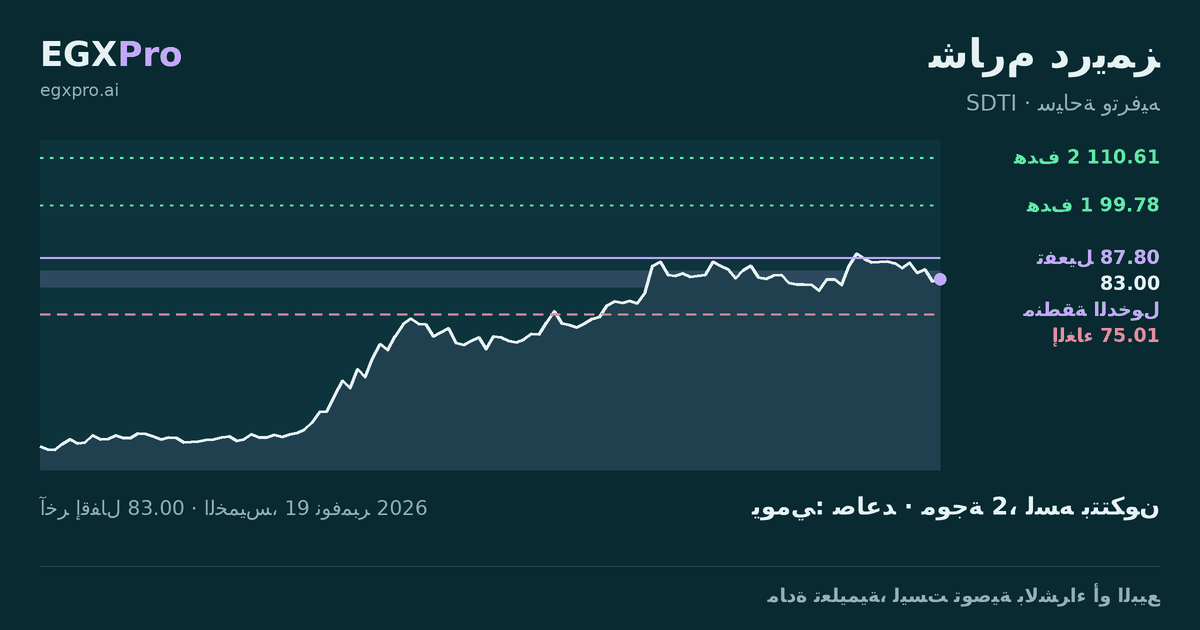 EGXPro
egxpro.ai
شارم دريمز
SDTI · سياحة وترفيه
هدف 2 110.61
هدف 1 99.78
تفعيل 87.80
83.00
منطقة الدخول
إلغاء 75.01
آخر إقفال 83.00 · الخميس، 19 نوفمبر 2026
يومي: صاعد · موجة 2، لسه بتتكون
مادة تعليمية، ليست توصية بالشراء أو البيع